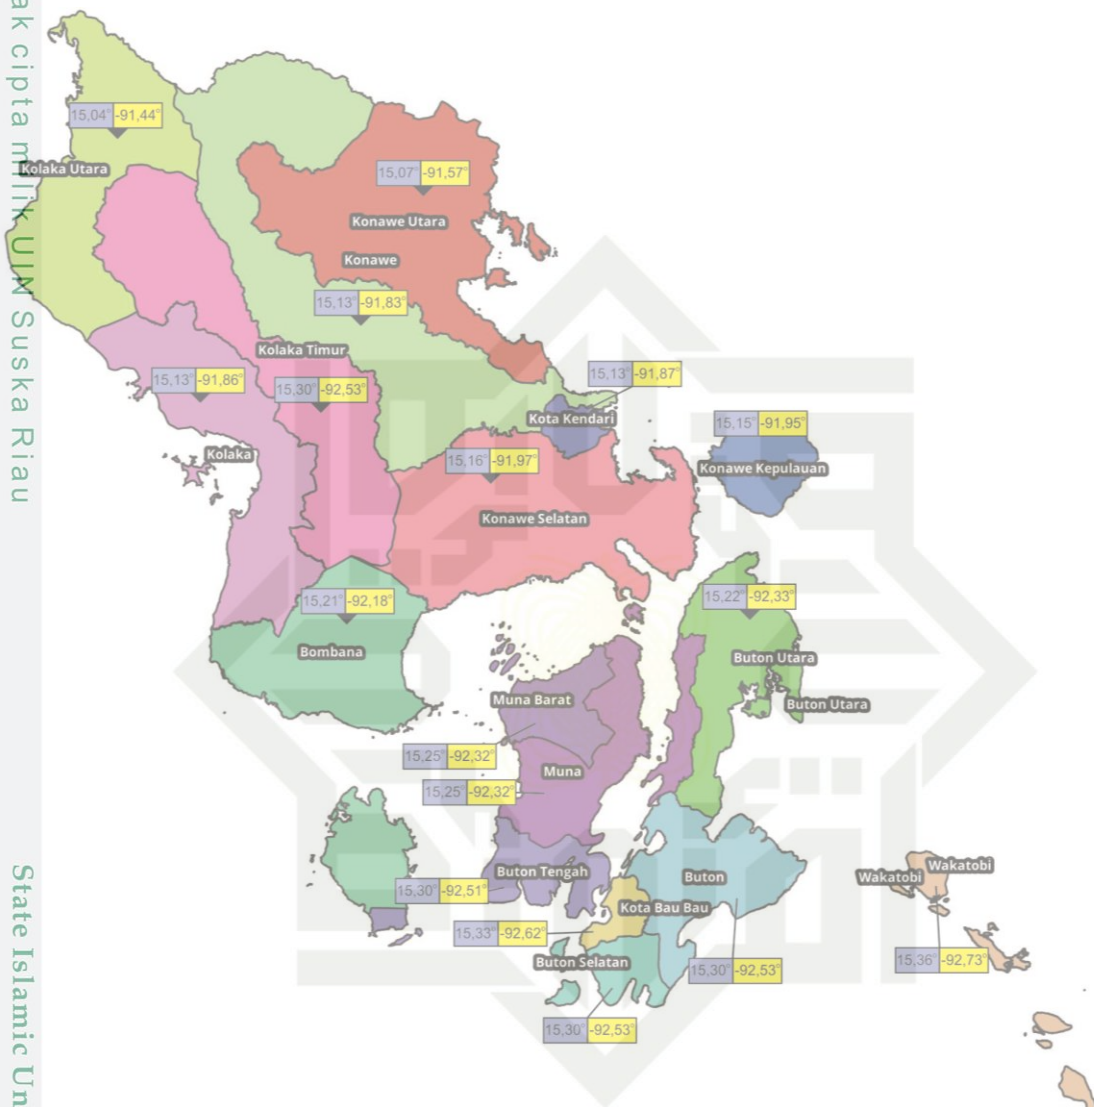 ak cipta milik UIN Suska Riau
State Islamic Un
15,04° -91,44°
Kolaka Utara
15,07° -91,57°
Konawe Utara
Konawe
15,13° -91,83°
Kolaka Timur
15,13° -91,86°
15,30° -92,53°
15,13° -91,87°
Kota Kendari
15,15° -91,95°
Konawe Kepulauan
Kolaka
15,16° -91,97°
Konawe Selatan
15,21° -92,18°
Bombana
15,22° -92,33°
Buton Utara
Buton Utara
Muna Barat
15,25° -92,32°
Muna
15,25° -92,32°
Buton Tengah
15,30° -92,51°
Buton
Kota Bau Bau
Wakatobi
Wakatobi
15,33° -92,62°
Buton Selatan
15,30° -92,53°
15,36° -92,73°
15,30° -92,53°